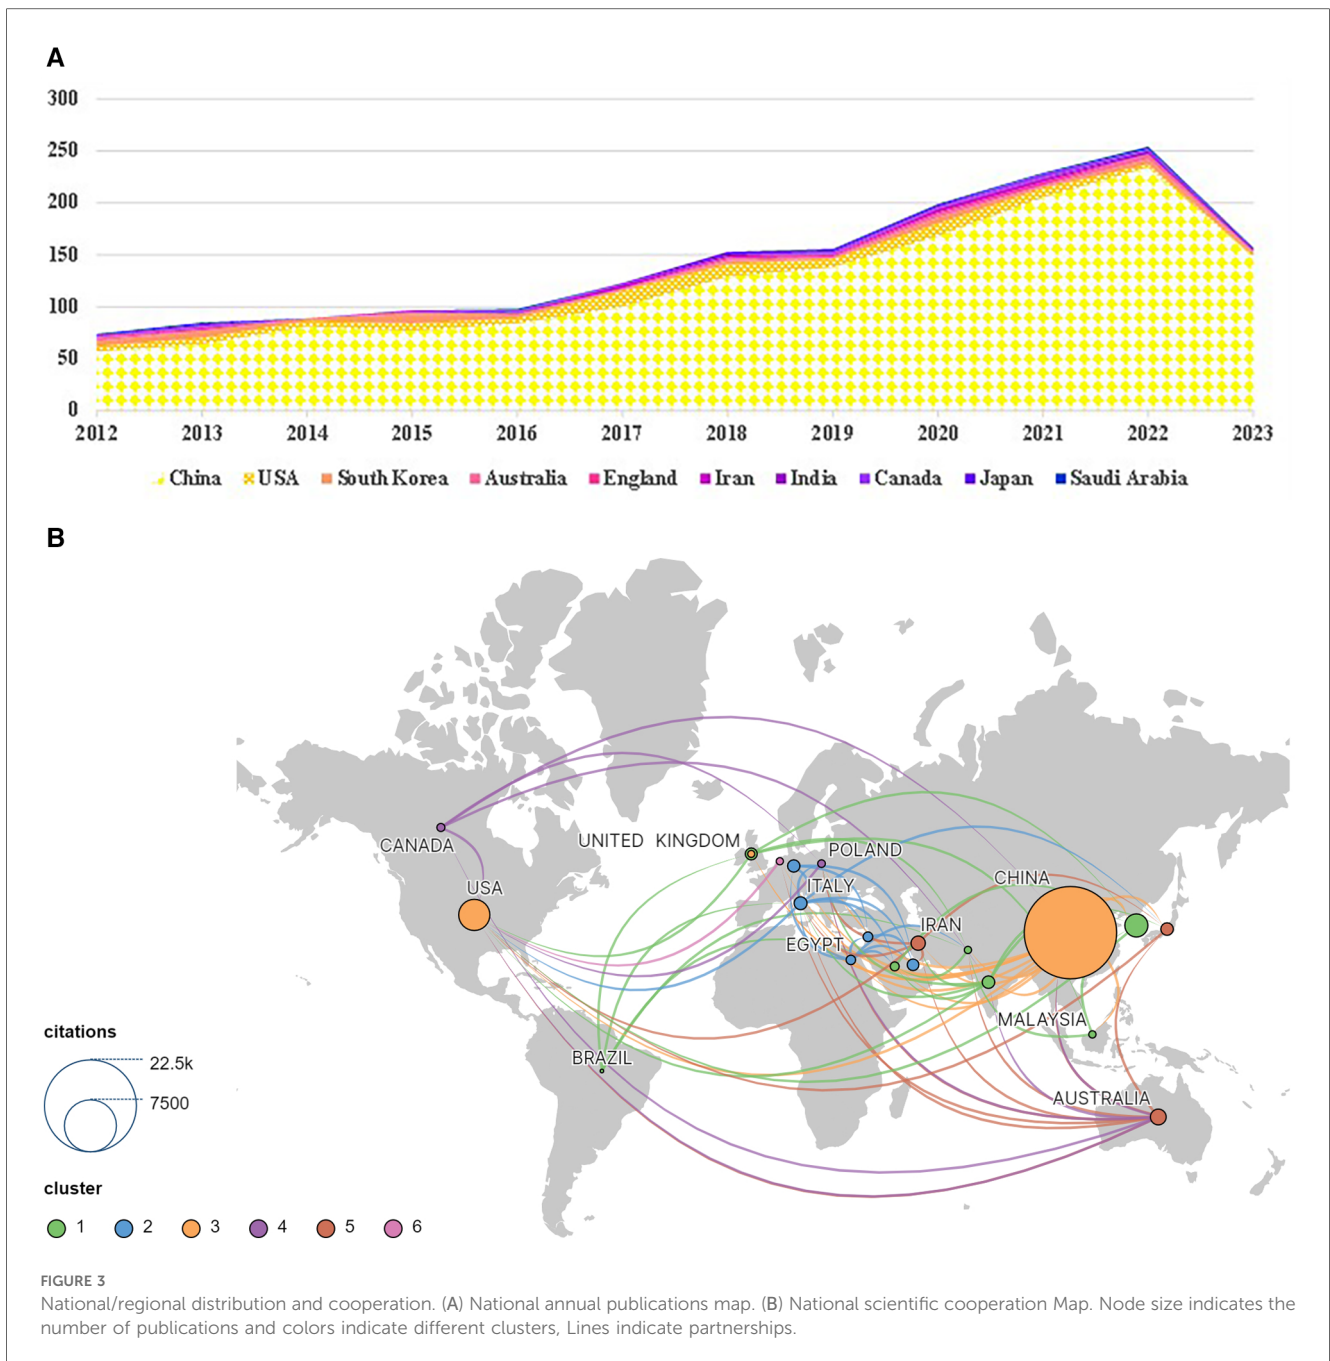 A
300
250
200
150
100
50
0
2012 2013 2014 2015 2016 2017 2018 2019 2020 2021 2022 2023
China USA South Korea Australia England Iran India Canada Japan Saudi Arabia
B
CANADA
UNITED KINGDOM
POLAND
USA
ITALY
CHINA
EGYPT
IRAN
MALAYSIA
BRAZIL
AUSTRALIA
citations
22.5k
7500
cluster
1 2 3 4 5 6
FIGURE 3
National/regional distribution and cooperation. (A) National annual publications map. (B) National scientific cooperation Map. Node size indicates the
number of publications and colors indicate different clusters, Lines indicate partnerships.